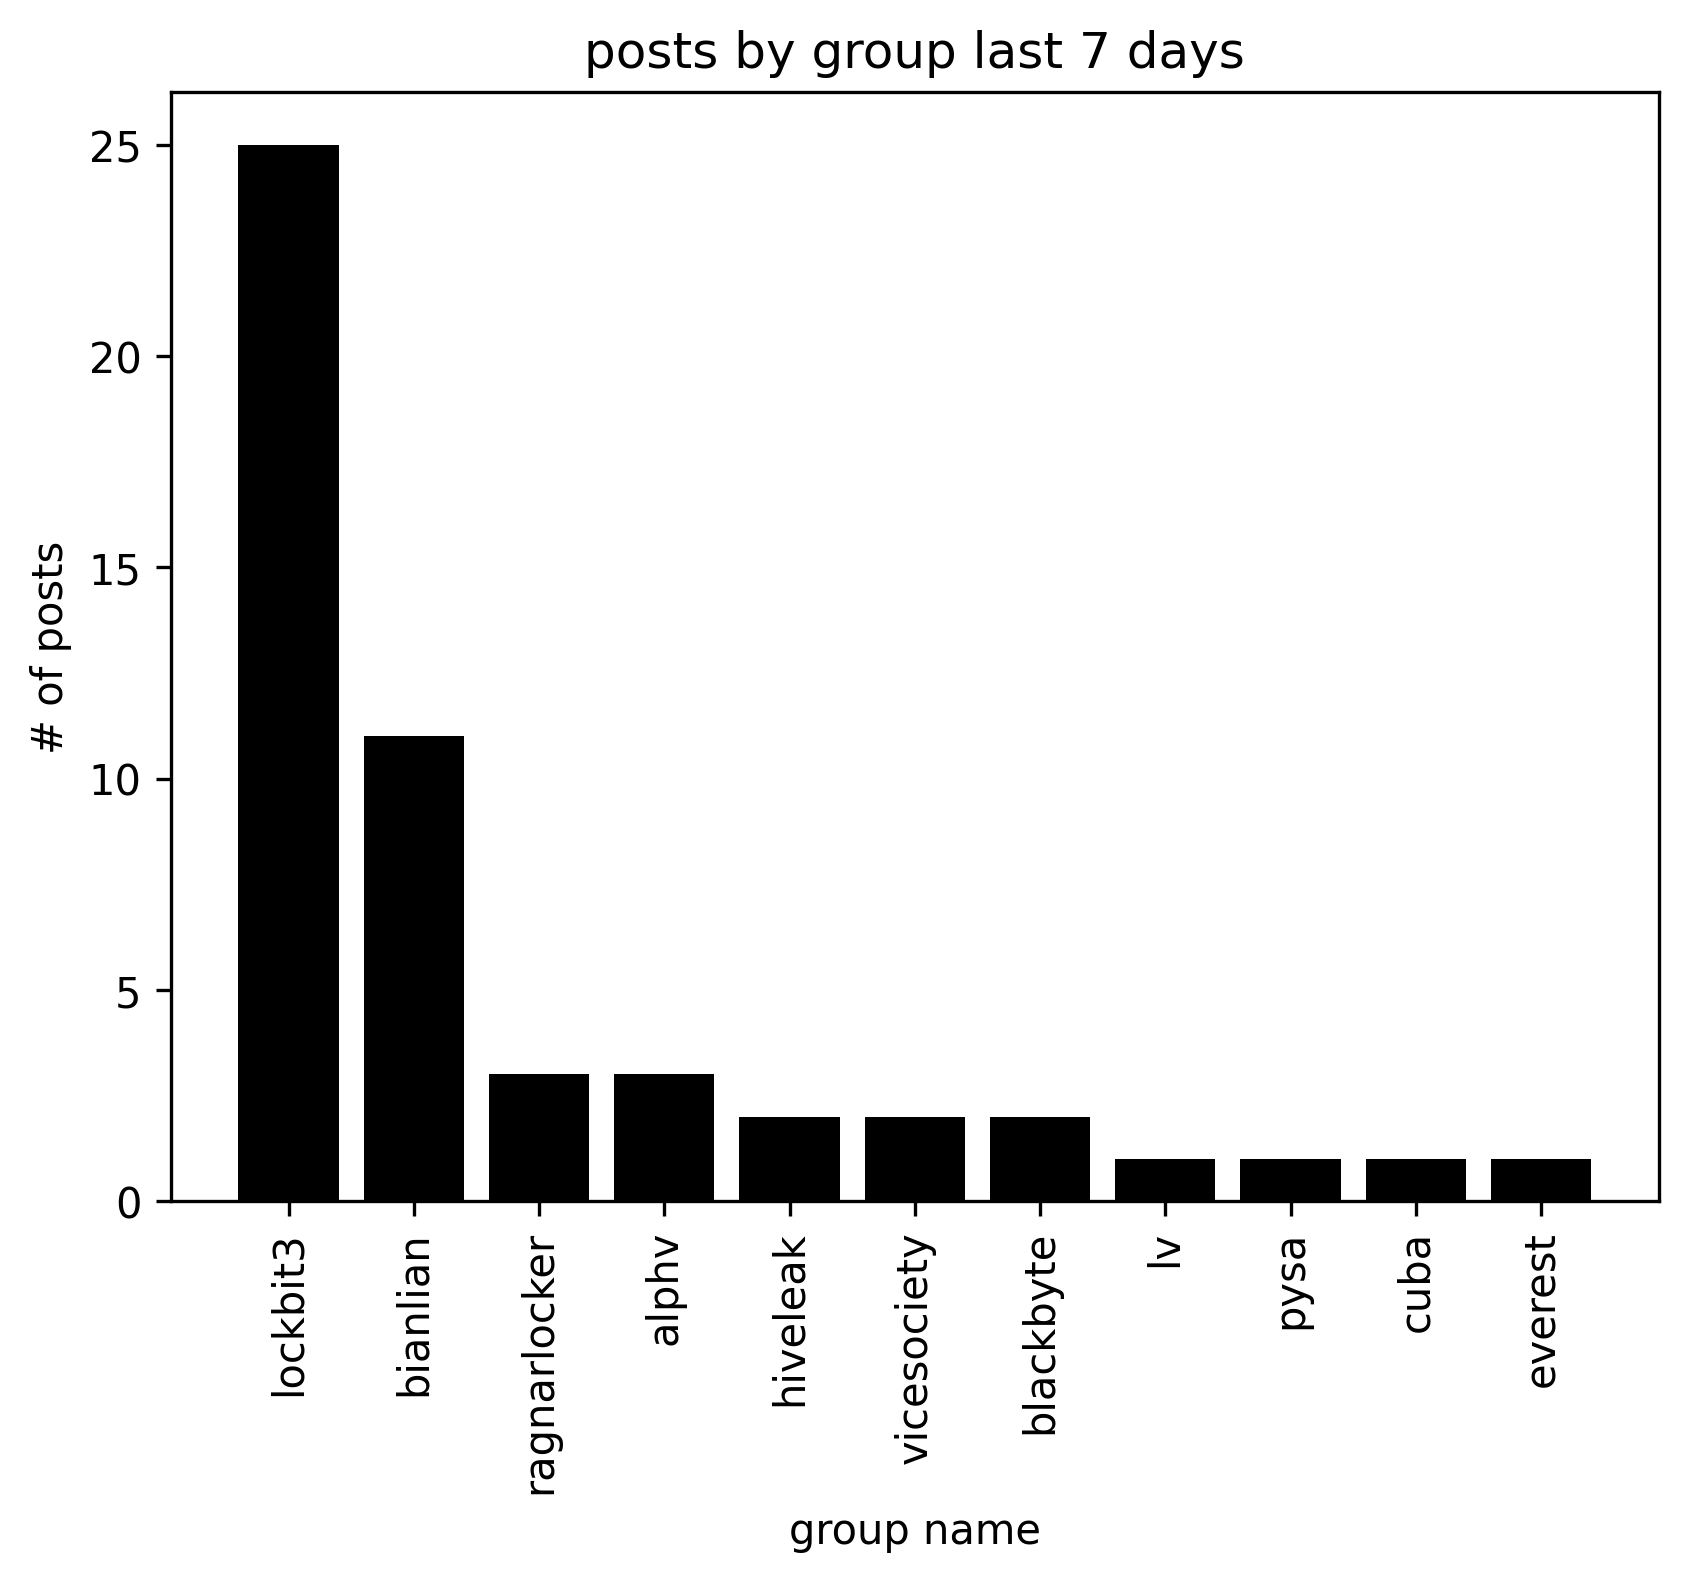 posts by group last 7 days
25
20
15
10
5
0
# of posts
lockbit3
bianlian
ragnarlocker
alphv
hiveleak
vicesociety
blackbyte
lv
pysa
cuba
everest
group name